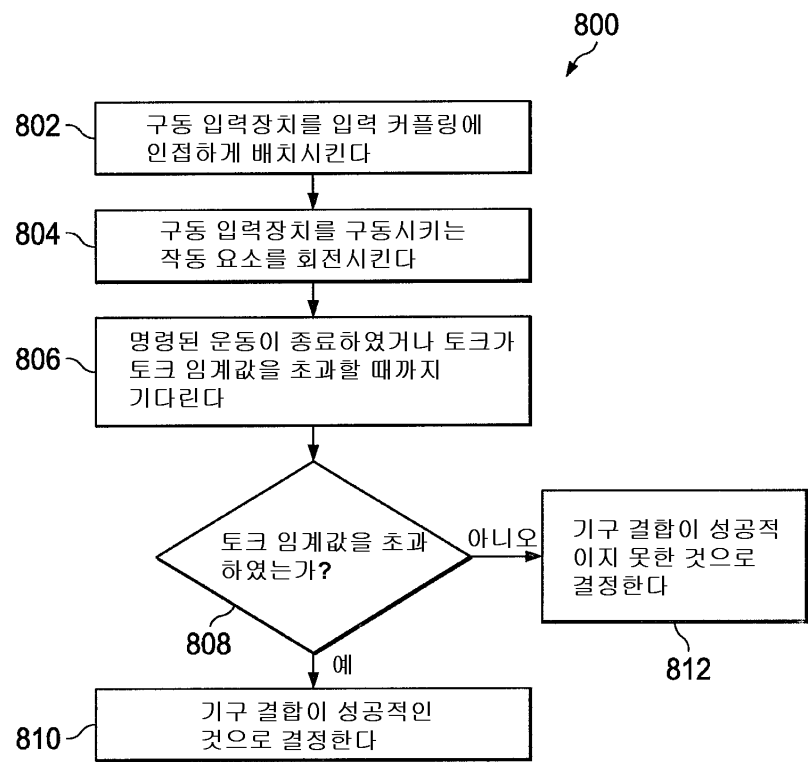 800
802
구동 입력장치를 입력 커플링에
인접하게 배치시킨다
804
구동 입력장치를 구동시키는
작동 요소를 회전시킨다
806
명령된 운동이 종료하였거나 토크가
토크 임계값을 초과할 때까지
기다린다
토크 임계값을 초과
하였는가?
808
아니오
기구 결합이 성공적
이지 못한 것으로
결정한다
812
예
810
기구 결합이 성공적인
것으로 결정한다